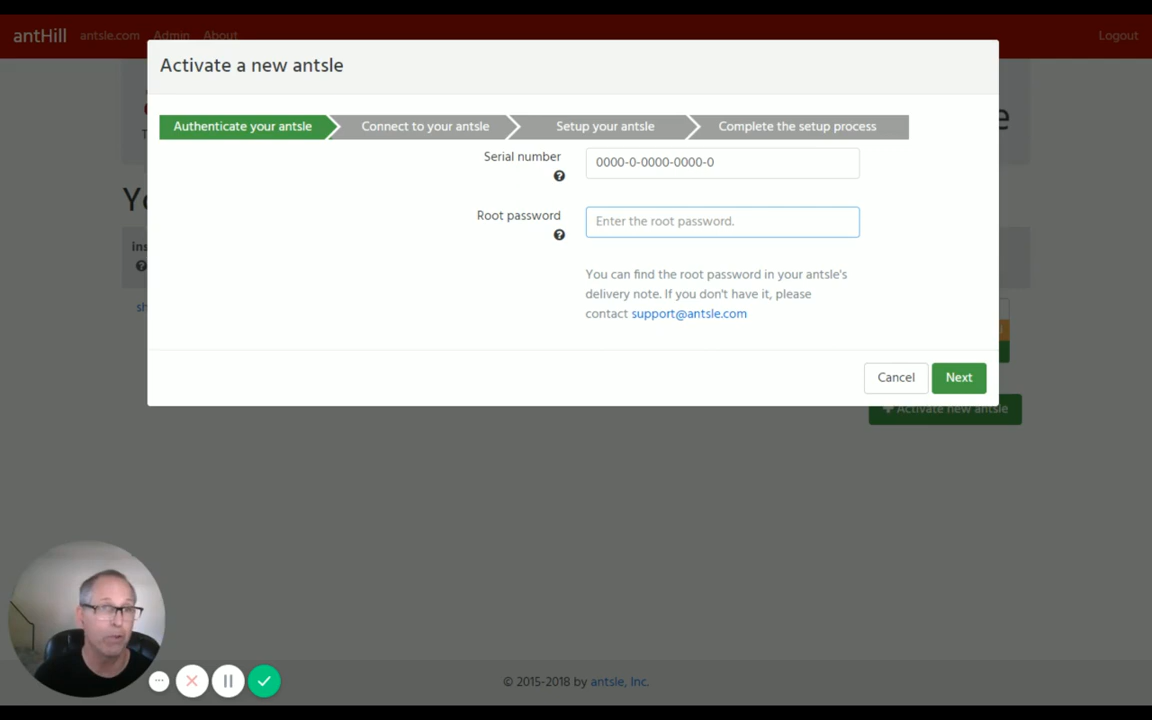 antHill antsle.com Admin About Logout
Activate a new antsle
Authenticate your antsle Connect to your antsle Setup your antsle Complete the setup process
Serial number 0000-0-0000-0000-0
Root password Enter the root password.
You can find the root password in your antsle's
delivery note. If you don't have it, please
contact support@antsle.com
Cancel Next
+ Activate new antsle
© 2015-2018 by antsle, Inc.